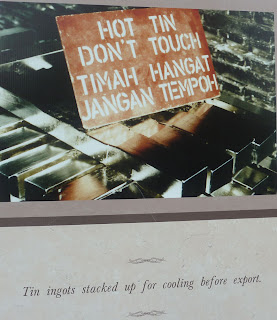 HOT TIN
DON'T TOUCH
TIMAH HANGAT
JANGAN TEMPOH
Tin ingots stacked up for cooling before export.